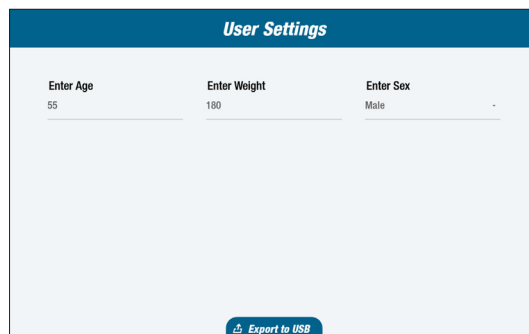 User Settings
Enter Age
Enter Weight
Enter Sex
55
180
Male
Export to USB